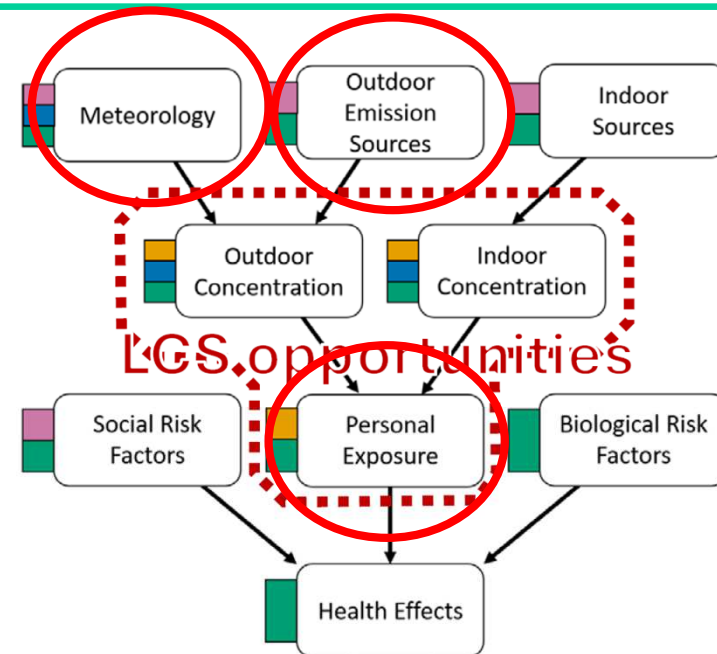 Meteorology
Outdoor
Emission
Sources
Indoor
Sources
Outdoor
Concentration
Indoor
Concentration
LCS opportunities
Social Risk
Factors
Personal
Exposure
Biological Risk
Factors
Health Effects